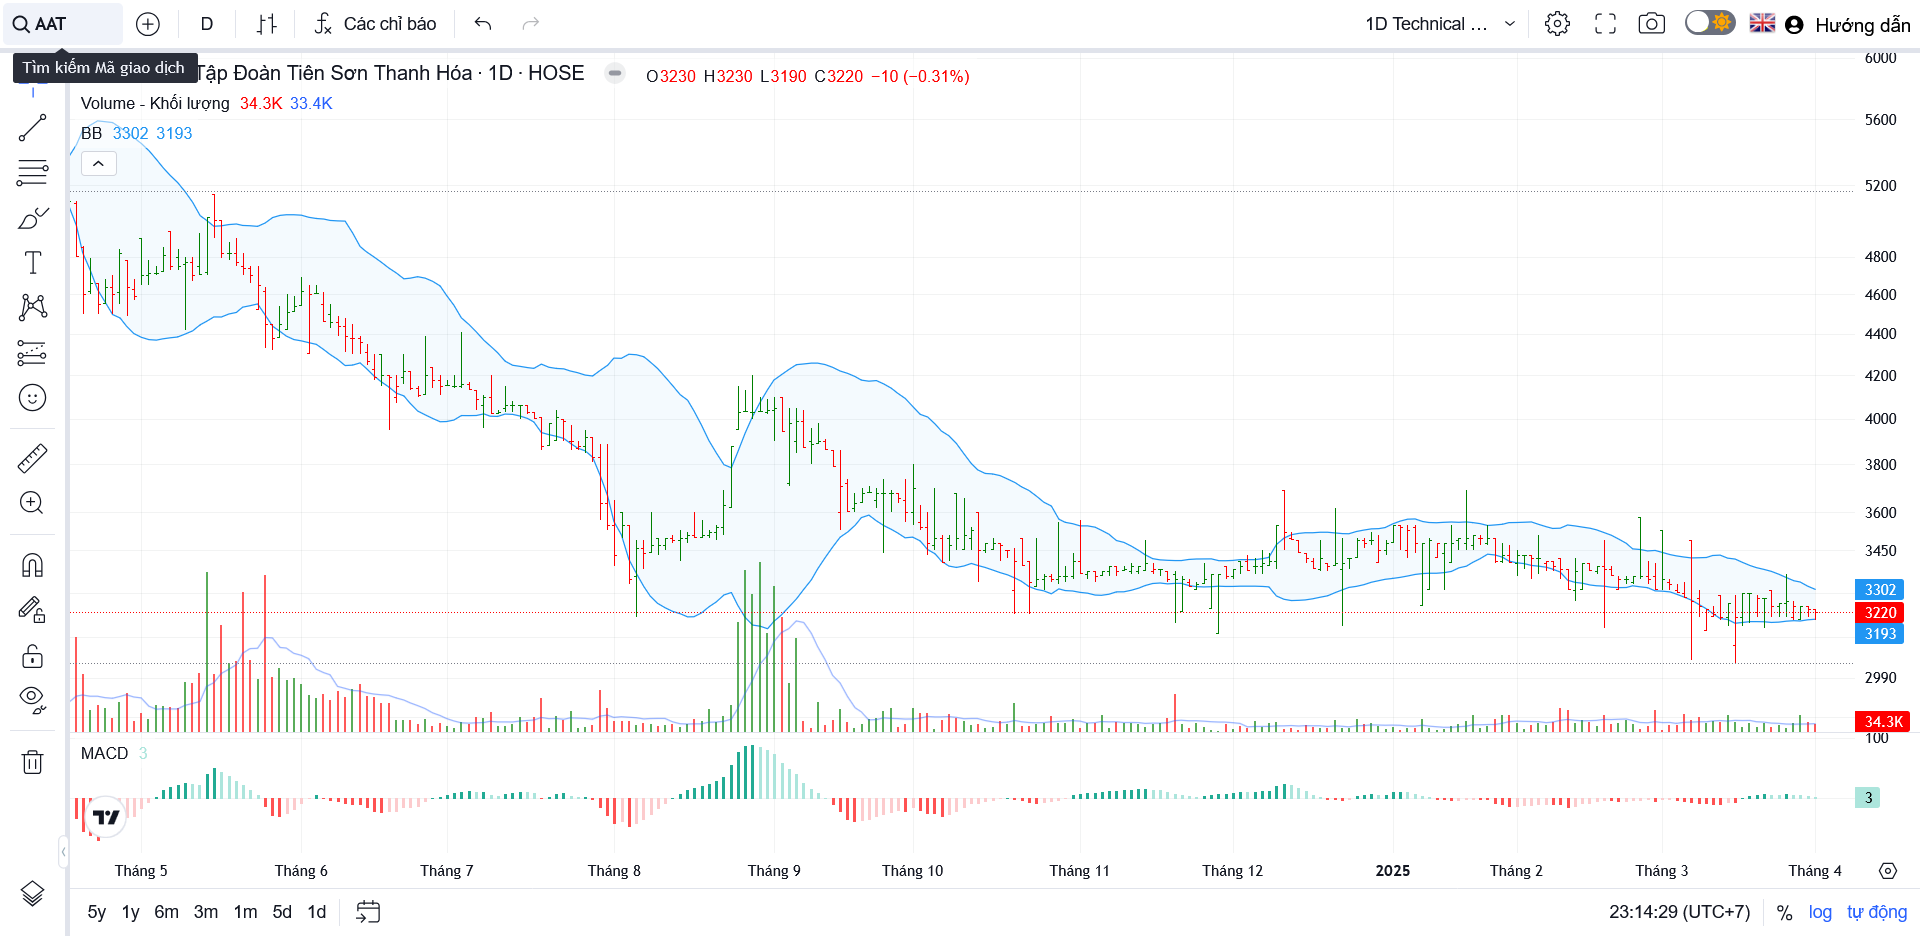 AAT
D
Các chỉ báo
1D Technical ...
Hướng dẫn
Tìm kiếm Mã giao dịch
Tập Đoàn Tiên Sơn Thanh Hóa · 1D · HOSE
O3230 H3230 L3190 C3220 −10 (−0.31%)
Volume - Khối lượng 34.3K 33.4K
BB 3302 3193
6000
5600
5200
4800
4600
4400
4200
4000
3800
3600
3450
3302
3220
3193
2990
34.3K
100
MACD 3
3
Tháng 5 Tháng 6 Tháng 7 Tháng 8 Tháng 9 Tháng 10 Tháng 11 Tháng 12 2025 Tháng 2 Tháng 3 Tháng 4
5y 1y 6m 3m 1m 5d 1d
23:14:29 (UTC+7) % log tự động